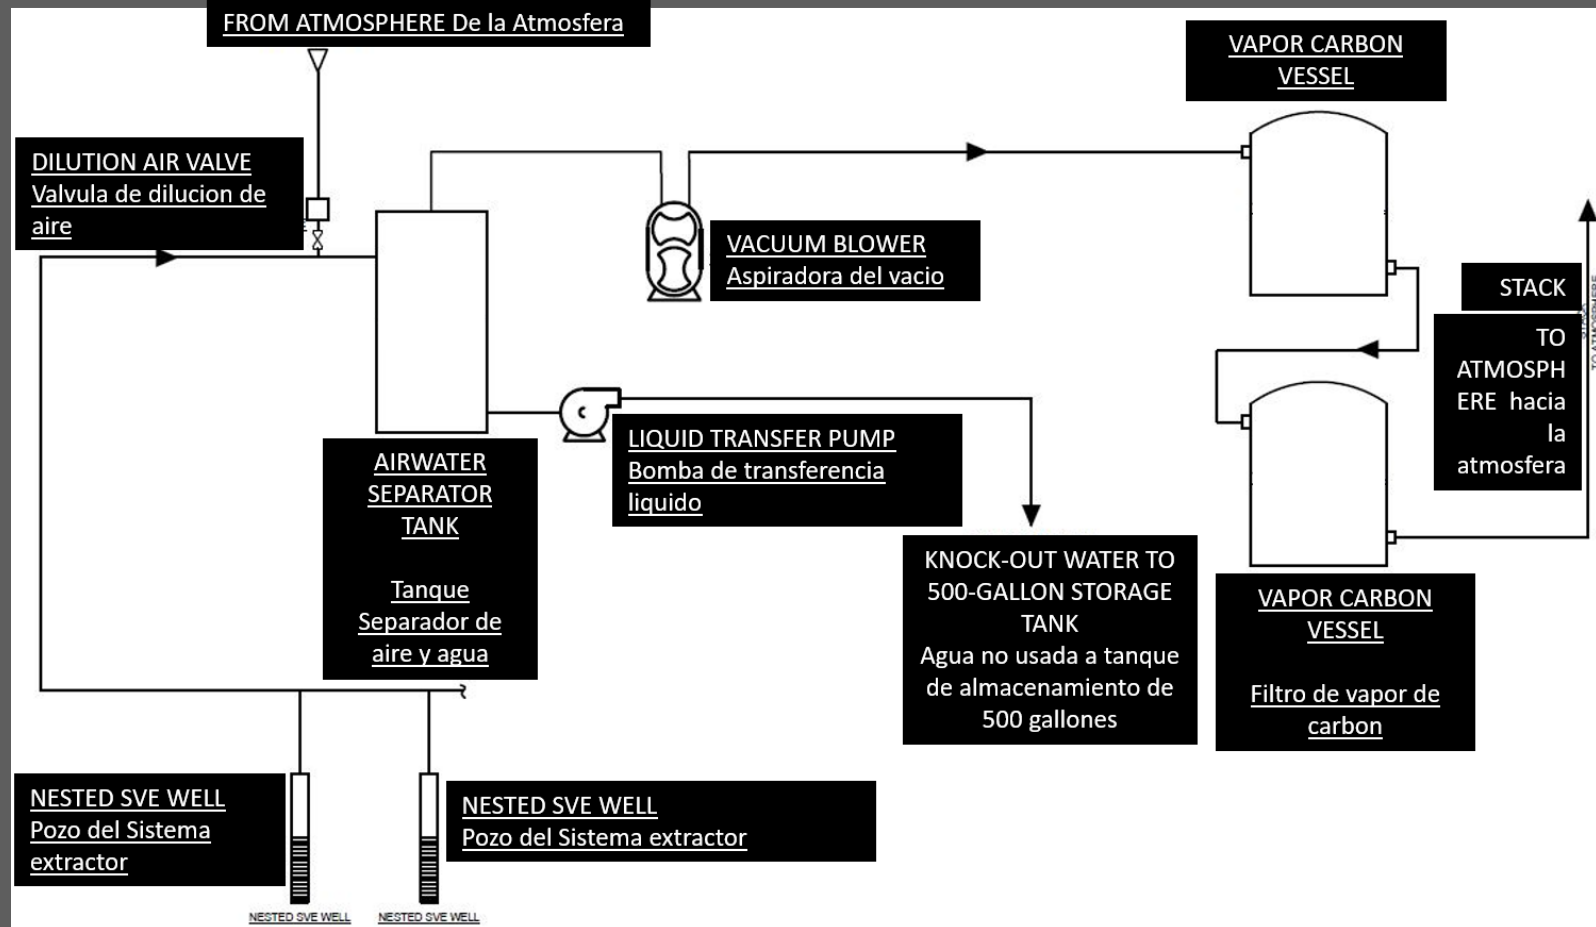 FROM ATMOSPHERE De la Atmosfera
VAPOR CARBON
VESSEL
DILUTION AIR VALVE
Valvula de dilucion de
aire
VACUUM BLOWER
Aspiradora del vacio
STACK
TO
ATMOSPH
ERE hacia
la
atmosfera
TO ATMOSPHERE
LIQUID TRANSFER PUMP
Bomba de transferencia
liquido
AIRWATER
SEPARATOR
TANK
Tanque
Separador de
aire y agua
KNOCK-OUT WATER TO
500-GALLON STORAGE
TANK
Agua no usada a tanque
de almacenamiento de
500 gallones
VAPOR CARBON
VESSEL
Filtro de vapor de
carbon
NESTED SVE WELL
Pozo del Sistema
extractor
NESTED SVE WELL
Pozo del Sistema extractor
NESTED SVE WELL
NESTED SVE WELL